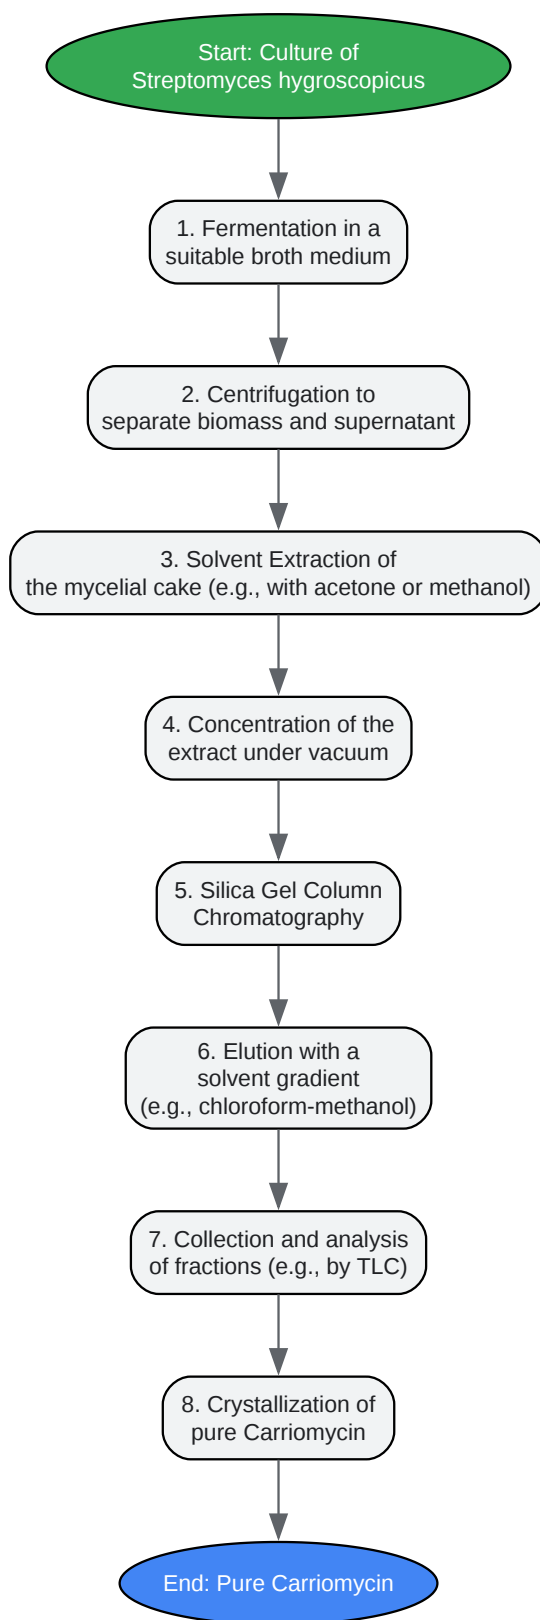 Start: Culture of
Streptomyces hygroscopicus
1. Fermentation in a
suitable broth medium
2. Centrifugation to
separate biomass and supernatant
3. Solvent Extraction of
the mycelial cake (e.g., with acetone or methanol)
4. Concentration of the
extract under vacuum
5. Silica Gel Column
Chromatography
6. Elution with a
solvent gradient
(e.g., chloroform-methanol)
7. Collection and analysis
of fractions (e.g., by TLC)
8. Crystallization of
pure Carriomycin
End: Pure Carriomycin